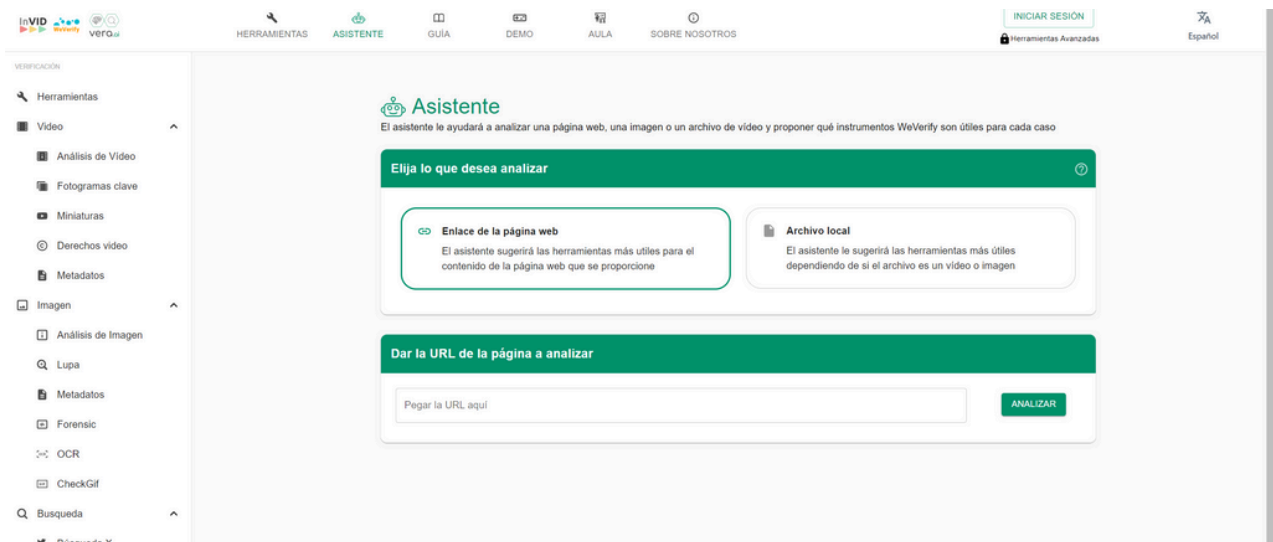 InVID WeVerify vera.ai
HERRAMIENTAS
ASISTENTE
GUÍA
DEMO
AULA
SOBRE NOSOTROS
INICIAR SESIÓN
Herramientas Avanzadas
Español
VERIFICACIÓN
Herramientas
Video
Análisis de Vídeo
Fotogramas clave
Miniaturas
Derechos video
Metadatos
Imagen
Análisis de Imagen
Lupa
Metadatos
Forensic
OCR
CheckGif
Busqueda
Búsqueda X
Asistente
El asistente le ayudará a analizar una página web, una imagen o un archivo de vídeo y proponer qué instrumentos WeVerify son útiles para cada caso
Elija lo que desea analizar
Enlace de la página web
El asistente sugerirá las herramientas más utiles para el
contenido de la página web que se proporcione
Archivo local
El asistente le sugerirá las herramientas más útiles
dependiendo de si el archivo es un vídeo o imagen
Dar la URL de la página a analizar
Pegar la URL aquí
ANALIZAR